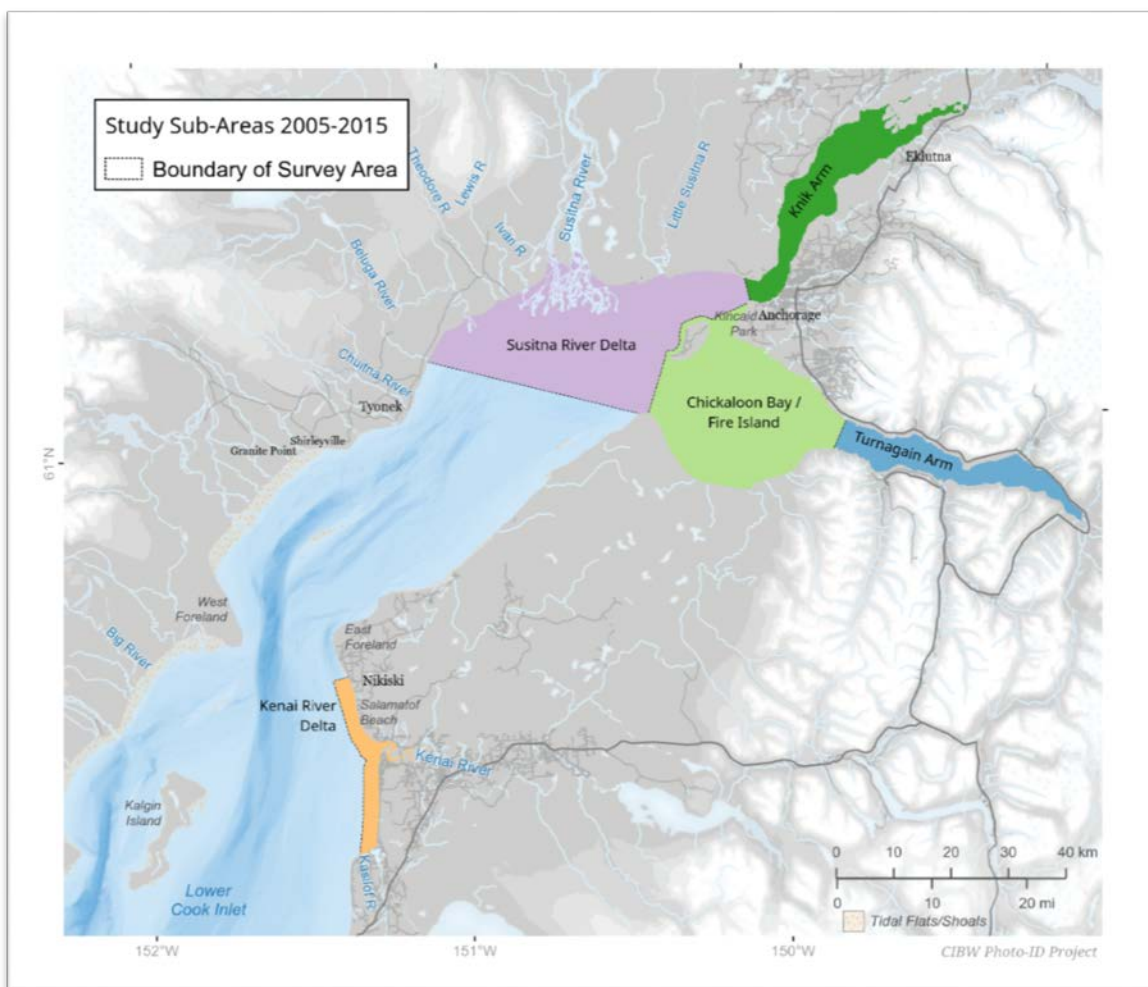 Study Sub-Areas 2005-2015
Boundary of Survey Area
Theodore R
Lewis R
Ivan R
Susitna River
Little Susitna R
Knik Arm
Eklutna
Beluga River
Kincaid
Park
Anchorage
Susitna River Delta
Chuitna River
Tyonek
Chickaloon Bay /
Fire Island
Shirleyville
Granite Point
Turnagain Arm
61°N
West
Foreland
East
Foreland
Big River
Nikiski
Kenai River
Delta
Salamatof
Beach
Kenai River
Kalgin
Island
Kasilof R
Lower
Cook Inlet
0 10 20 30 40 km
0 10 20 mi
Tidal Flats/Shoals
152°W
151°W
150°W
CIBW Photo-ID Project